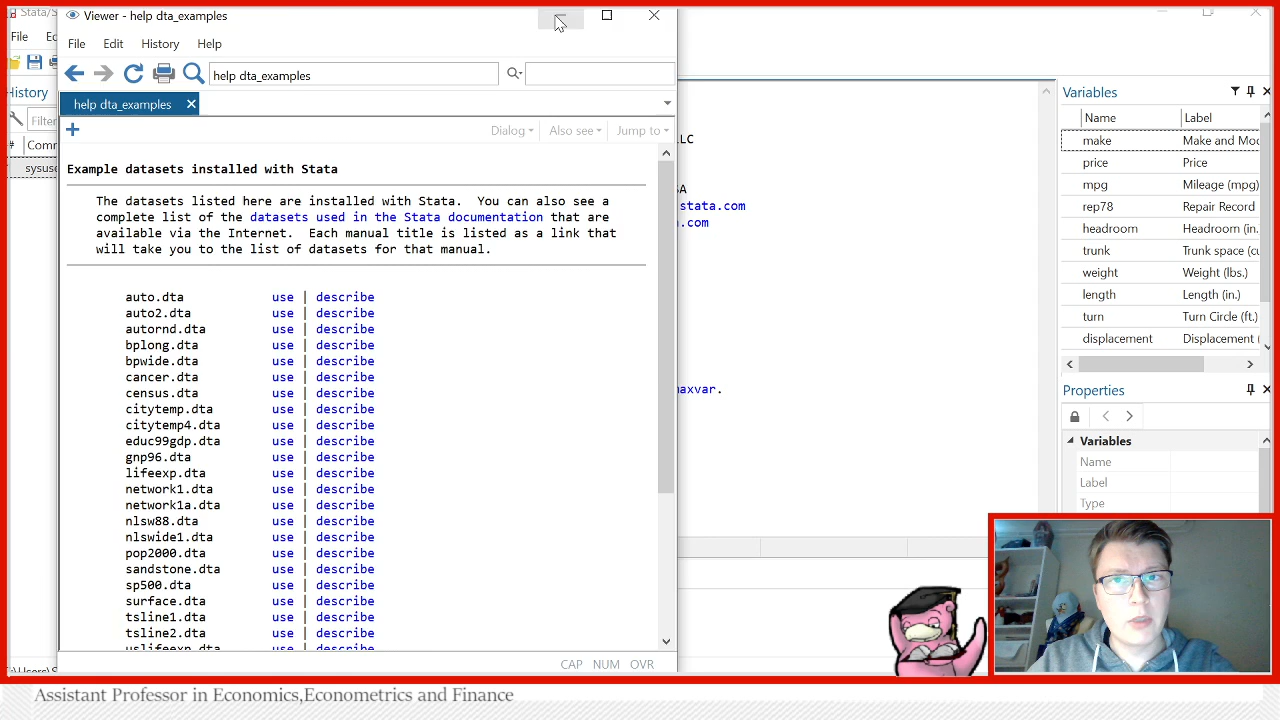 Stata/S
Viewer - help dta_examples
File
File Edit History Help
help dta_examples
History
help dta_examples
Filter
Dialog Also see Jump to
# Comm
sysuse
Example datasets installed with Stata
The datasets listed here are installed with Stata. You can also see a
complete list of the datasets used in the Stata documentation that are
available via the Internet. Each manual title is listed as a link that
will take you to the list of datasets for that manual.
auto.dta use | describe
auto2.dta use | describe
autornd.dta use | describe
bplong.dta use | describe
bpwide.dta use | describe
cancer.dta use | describe
census.dta use | describe
citytemp.dta use | describe
citytemp4.dta use | describe
educ99gdp.dta use | describe
gnp96.dta use | describe
lifeexp.dta use | describe
network1.dta use | describe
network1a.dta use | describe
nlsw88.dta use | describe
nlswide1.dta use | describe
pop2000.dta use | describe
sandstone.dta use | describe
sp500.dta use | describe
surface.dta use | describe
tsline1.dta use | describe
tsline2.dta use | describe
uslifeexp.dta use | describe
CAP NUM OVR
LC
SA
stata.com
.com
maxvar.
Variables
Name Label
make Make and Moc
price Price
mpg Mileage (mpg)
rep78 Repair Record
headroom Headroom (in.
trunk Trunk space (cu
weight Weight (lbs.)
length Length (in.)
turn Turn Circle (ft.)
displacement Displacement (
Properties
Variables
Name
Label
Type
Assistant Professor in Economics,Econometrics and Finance